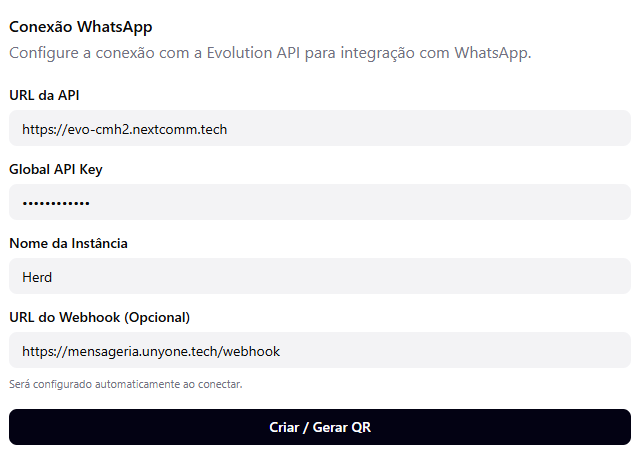 Conexão WhatsApp
Configure a conexão com a Evolution API para integração com WhatsApp.
URL da API
https://evo-cmh2.nextcomm.tech
Global API Key
••••••••••••
Nome da Instância
Herd
URL do Webhook (Opcional)
https://mensageria.unyone.tech/webhook
Será configurado automaticamente ao conectar.
Criar / Gerar QR